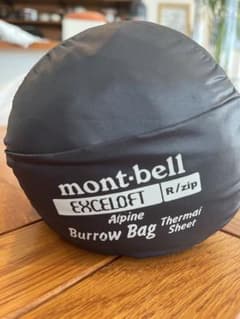 mont·bell
EXCELOFT R/zip
Alpine
Burrow Bag Thermal
Sheet